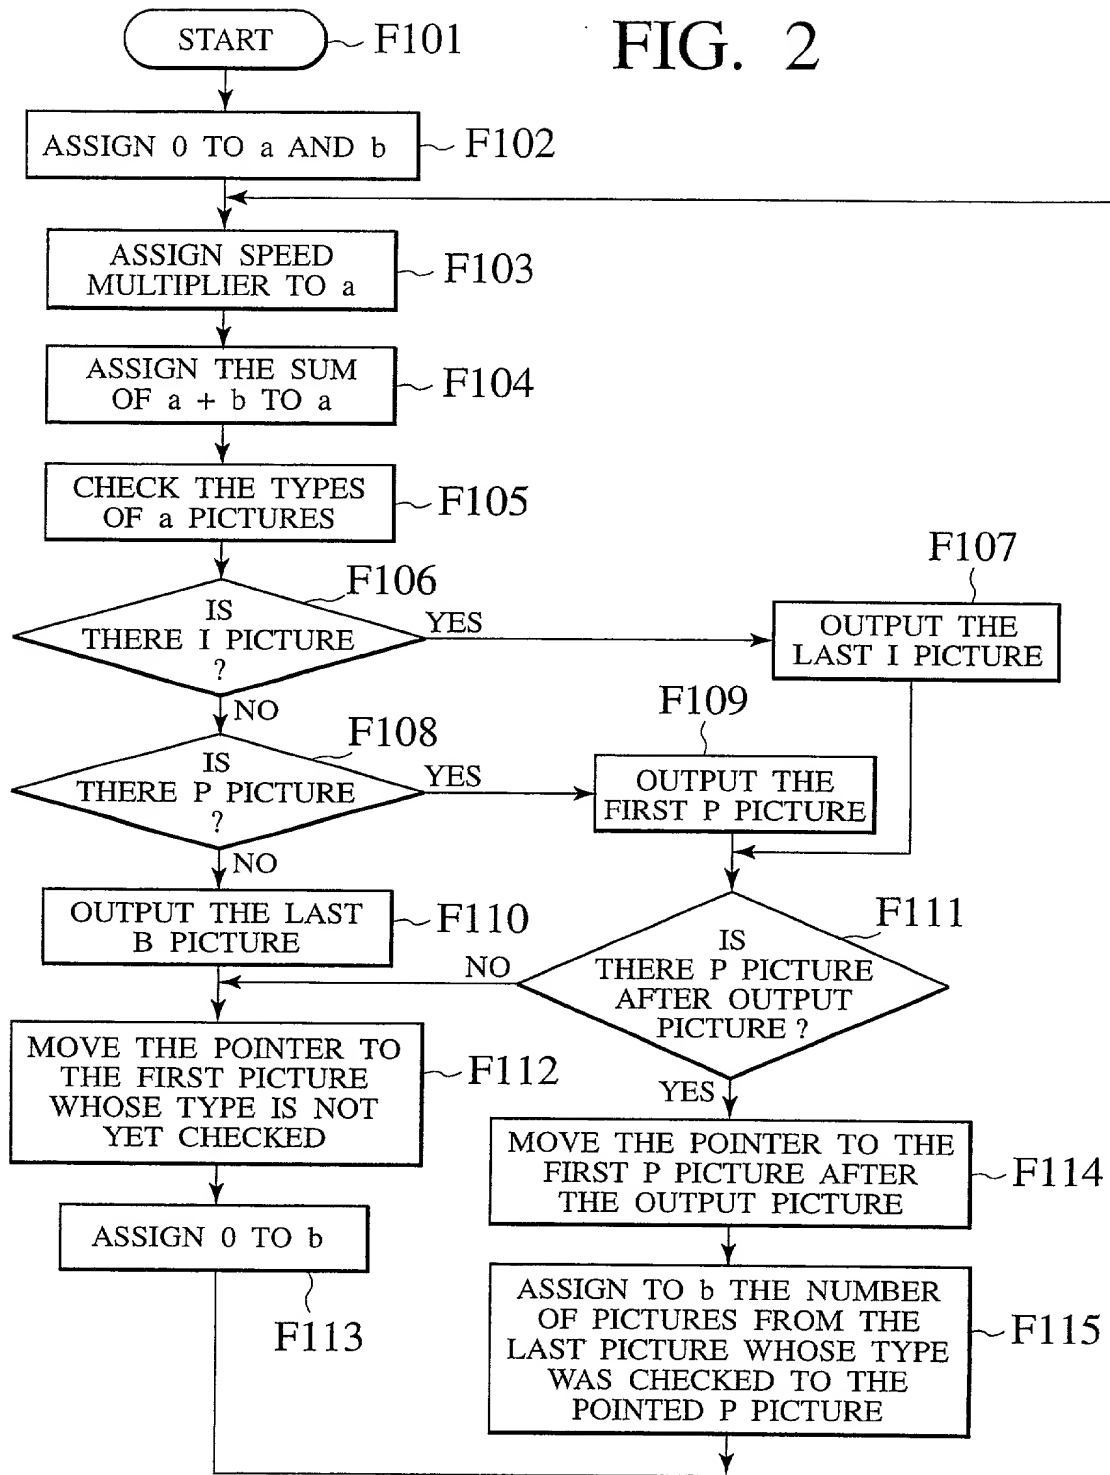 FIG. 2
START
F101
ASSIGN 0 TO a AND b
F102
ASSIGN SPEED
MULTIPLIER TO a
F103
ASSIGN THE SUM
OF a + b TO a
F104
CHECK THE TYPES
OF a PICTURES
F105
F106
IS
THERE I PICTURE
?
YES
NO
F107
OUTPUT THE
LAST I PICTURE
F108
IS
THERE P PICTURE
?
YES
NO
F109
OUTPUT THE
FIRST P PICTURE
OUTPUT THE LAST
B PICTURE
F110
F111
IS
THERE P PICTURE
AFTER OUTPUT
PICTURE ?
NO
YES
MOVE THE POINTER TO
THE FIRST PICTURE
WHOSE TYPE IS NOT
YET CHECKED
F112
ASSIGN 0 TO b
F113
MOVE THE POINTER TO THE
FIRST P PICTURE AFTER
THE OUTPUT PICTURE
F114
ASSIGN TO b THE NUMBER
OF PICTURES FROM THE
LAST PICTURE WHOSE TYPE
WAS CHECKED TO THE
POINTED P PICTURE
F115